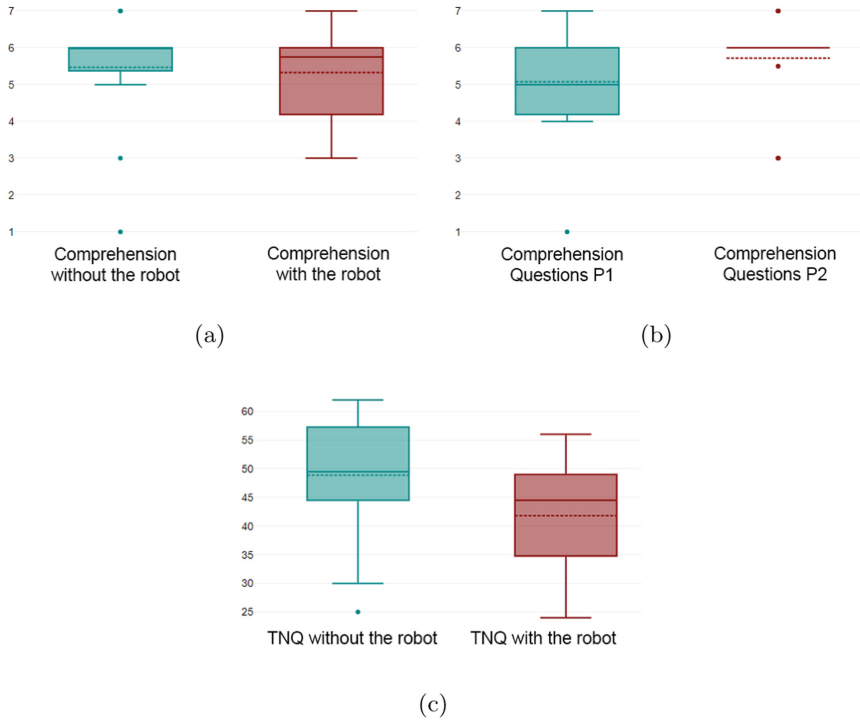 7
6
5
4
3
2
1
Comprehension
without the robot
Comprehension
with the robot
(a)
7
6
5
4
3
2
1
Comprehension
Questions P1
Comprehension
Questions P2
(b)
60
55
50
45
40
35
30
25
TNQ without the robot
TNQ with the robot
(c)